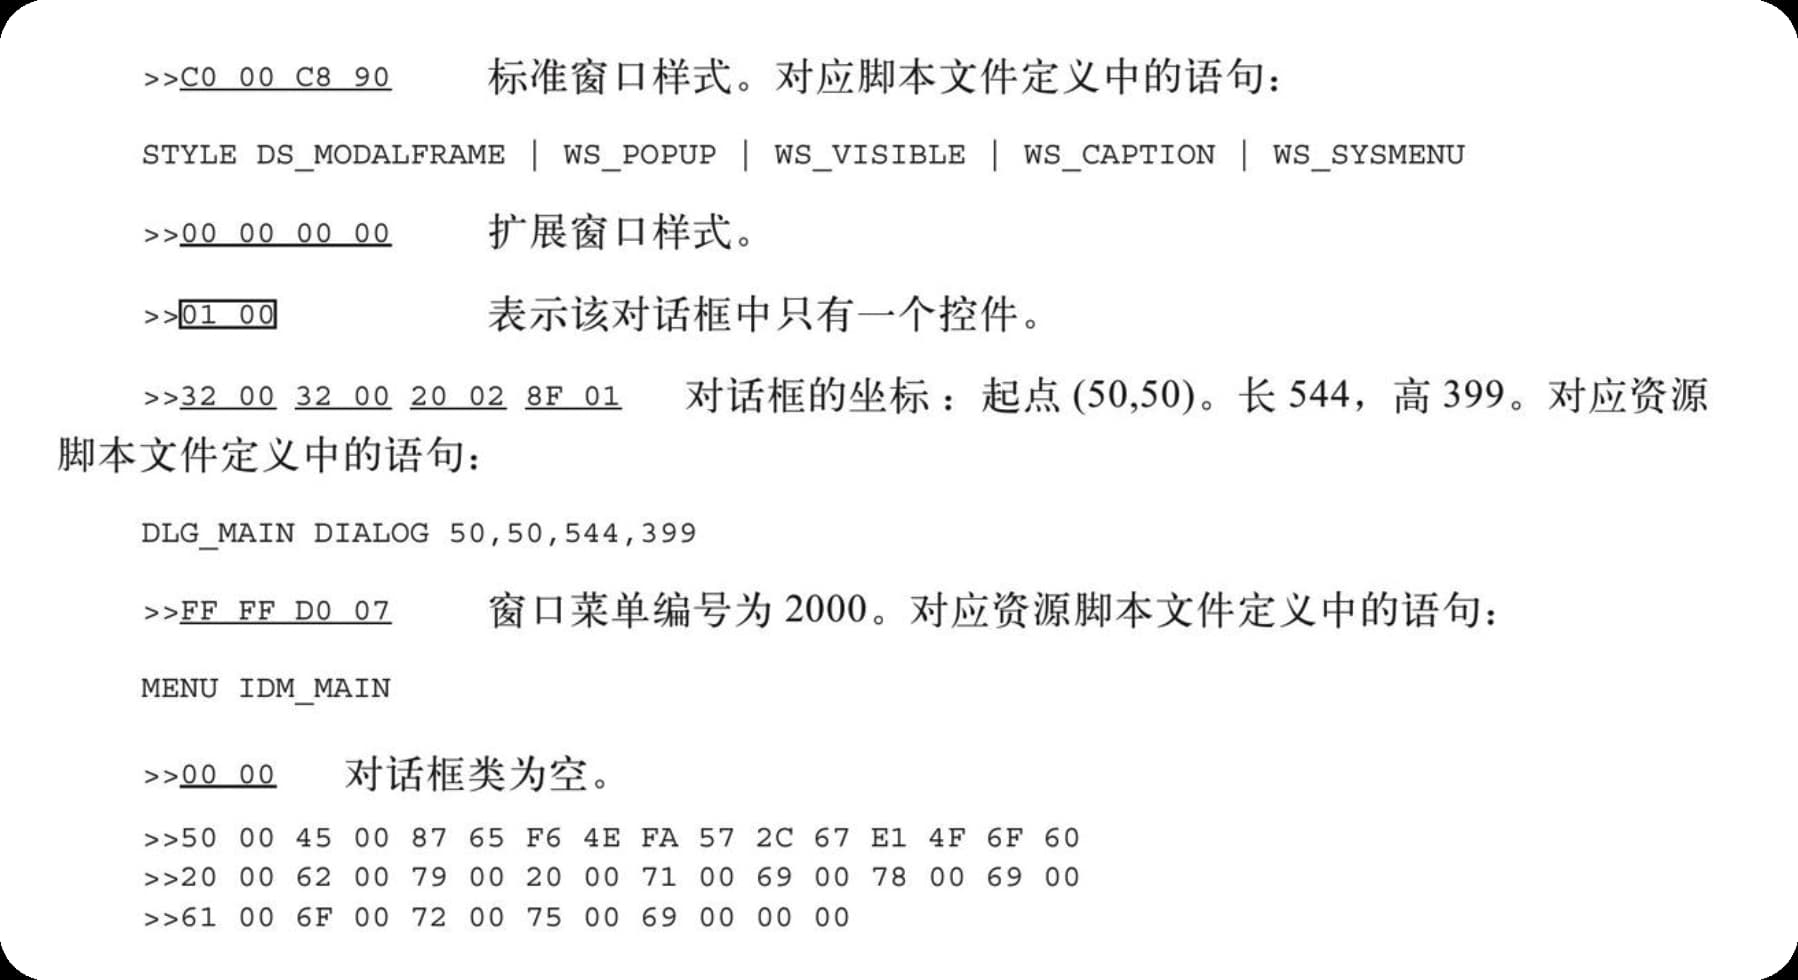 >>C0 00 C8 90 标准窗口样式。对应脚本文件定义中的语句：
STYLE DS_MODALFRAME | WS_POPUP | WS_VISIBLE | WS_CAPTION | WS_SYSMENU
>>00 00 00 00 扩展窗口样式。
>>01 00 表示该对话框中只有一个控件。
>>32 00 32 00 20 02 8F 01 对话框的坐标：起点 (50,50)。长 544，高 399。对应资源
脚本文件定义中的语句：
DLG_MAIN DIALOG 50,50,544,399
>>FF FF D0 07 窗口菜单编号为 2000。对应资源脚本文件定义中的语句：
MENU IDM_MAIN
>>00 00 对话框类为空。
>>50 00 45 00 87 65 F6 4E FA 57 2C 67 E1 4F 6F 60
>>20 00 62 00 79 00 20 00 71 00 69 00 78 00 69 00
>>61 00 6F 00 72 00 75 00 69 00 00 00